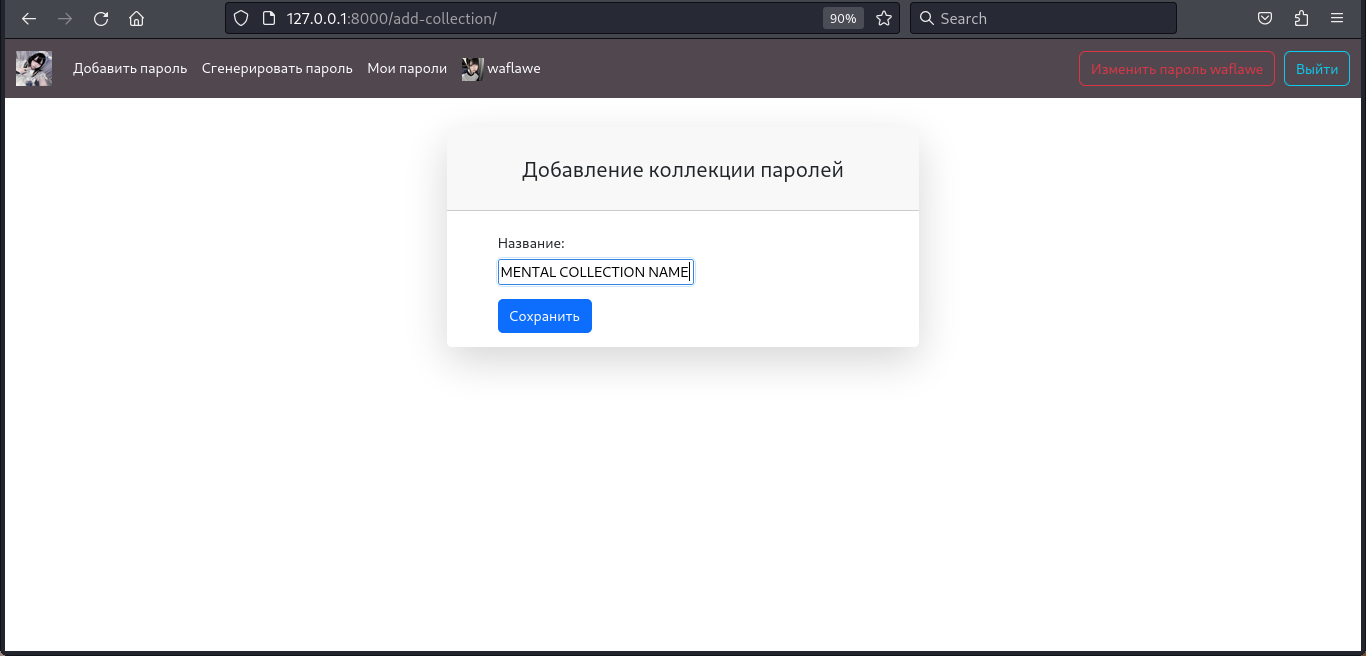 127.0.0.1:8000/add-collection/ 90% Search
Добавить пароль Сгенерировать пароль Мои пароли waflawe Изменить пароль waflawe Выйти
Добавление коллекции паролей
Название:
MENTAL COLLECTION NAME
Сохранить